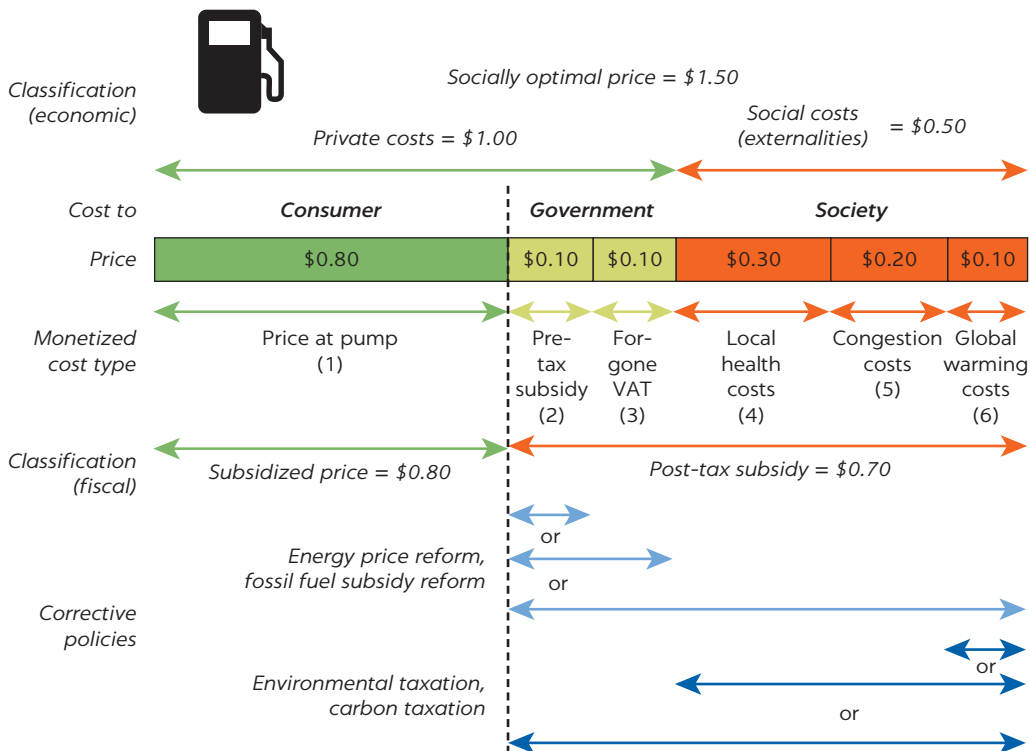 Classification
(economic)
Socially optimal price = $1.50
Private costs = $1.00
Social costs
(externalities)
= $0.50
Cost to
Consumer
Government
Society
Price
$0.80
$0.10
$0.10
$0.30
$0.20
$0.10
Monetized
cost type
Price at pump
(1)
Pre-
tax
subsidy
(2)
For-
gone
VAT
(3)
Local
health
costs
(4)
Congestion
costs
(5)
Global
warming
costs
(6)
Classification
(fiscal)
Subsidized price = $0.80
Post-tax subsidy = $0.70
Corrective
policies
Energy price reform,
fossil fuel subsidy reform
or
or
Environmental taxation,
carbon taxation
or
or